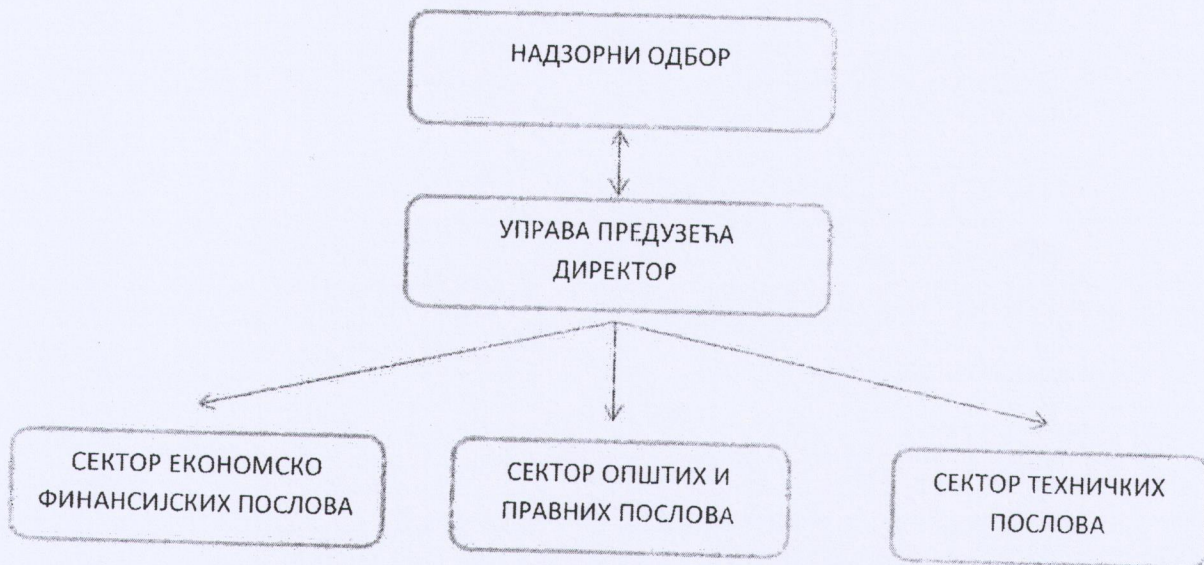 НАДЗОРНИ ОДБОР
УПРАВА ПРЕДУЗЕЋА
ДИРЕКТОР
СЕКТОР ЕКОНОМСКО
ФИНАНСИЈСКИХ ПОСЛОВА
СЕКТОР ОПШТИХ И
ПРАВНИХ ПОСЛОВА
СЕКТОР ТЕХНИЧКИХ
ПОСЛОВА